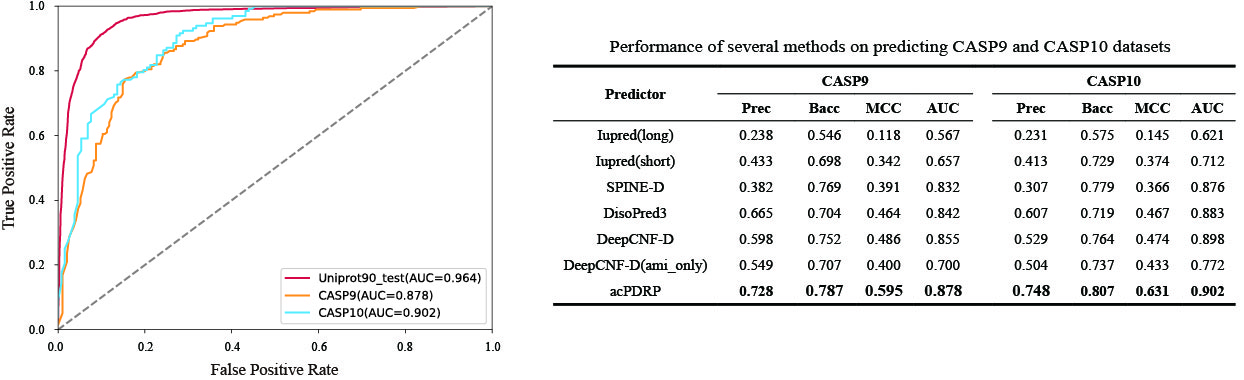 1.0
0.8
0.6
0.4
0.2
0.0
True Positive Rate
0.0 0.2 0.4 0.6 0.8 1.0
False Positive Rate
Uniprot90_test(AUC=0.964)
CASP9(AUC=0.878)
CASP10(AUC=0.902)
Performance of several methods on predicting CASP9 and CASP10 datasets
Predictor CASP9 CASP10
Prec Bacc MCC AUC Prec Bacc MCC AUC
Iupred(long) 0.238 0.546 0.118 0.567 0.231 0.575 0.145 0.621
Iupred(short) 0.433 0.698 0.342 0.657 0.413 0.729 0.374 0.712
SPINE-D 0.382 0.769 0.391 0.832 0.307 0.779 0.366 0.876
DisoPred3 0.665 0.704 0.464 0.842 0.607 0.719 0.467 0.883
DeepCNF-D 0.598 0.752 0.486 0.855 0.529 0.764 0.474 0.898
DeepCNF-D(ami_only) 0.549 0.707 0.400 0.700 0.504 0.737 0.433 0.772
acPDRP 0.728 0.787 0.595 0.878 0.748 0.807 0.631 0.902